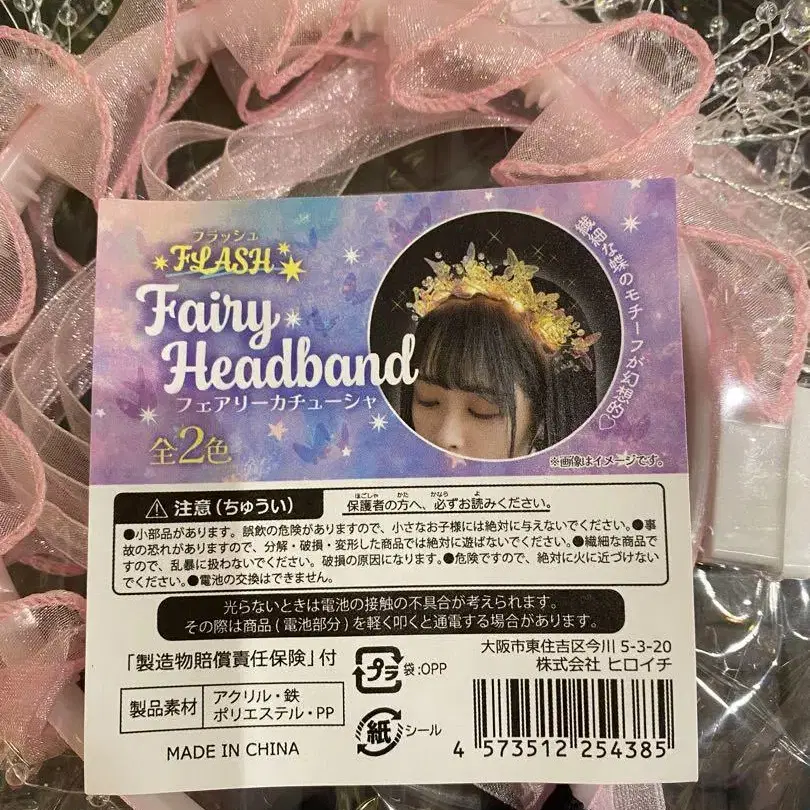 フラッシュ
FLASH
Fairy
Headband
フェアリーカチューシャ
全2色
繊細な蝶のモチーフが幻想的♡
※画像はイメージです。
⚠ 注意（ちゅうい）
保護者の方へ、必ずお読みください。
ほごしゃ かた かなら よ
●小部品があります。誤飲の危険がありますので、小さなお子様には絶対に与えないでください。●事
故の恐れがありますので、分解・破損・変形した商品では絶対に遊ばないでください。●繊細な商品で
すので、乱暴に扱わないでください。破損の原因になります。●危険ですので、絶対に火に近づけない
でください。●電池の交換はできません。
光らないときは電池の接触の不具合が考えられます。
その際は商品(電池部分)を軽く叩くと通電する場合があります。
「製造物賠償責任保険」付
プラ 袋:OPP
大阪市東住吉区今川 5-3-20
株式会社 ヒロイチ
製品素材
アクリル・鉄
ポリエステル・PP
紙 シール
MADE IN CHINA
4 573512 254385